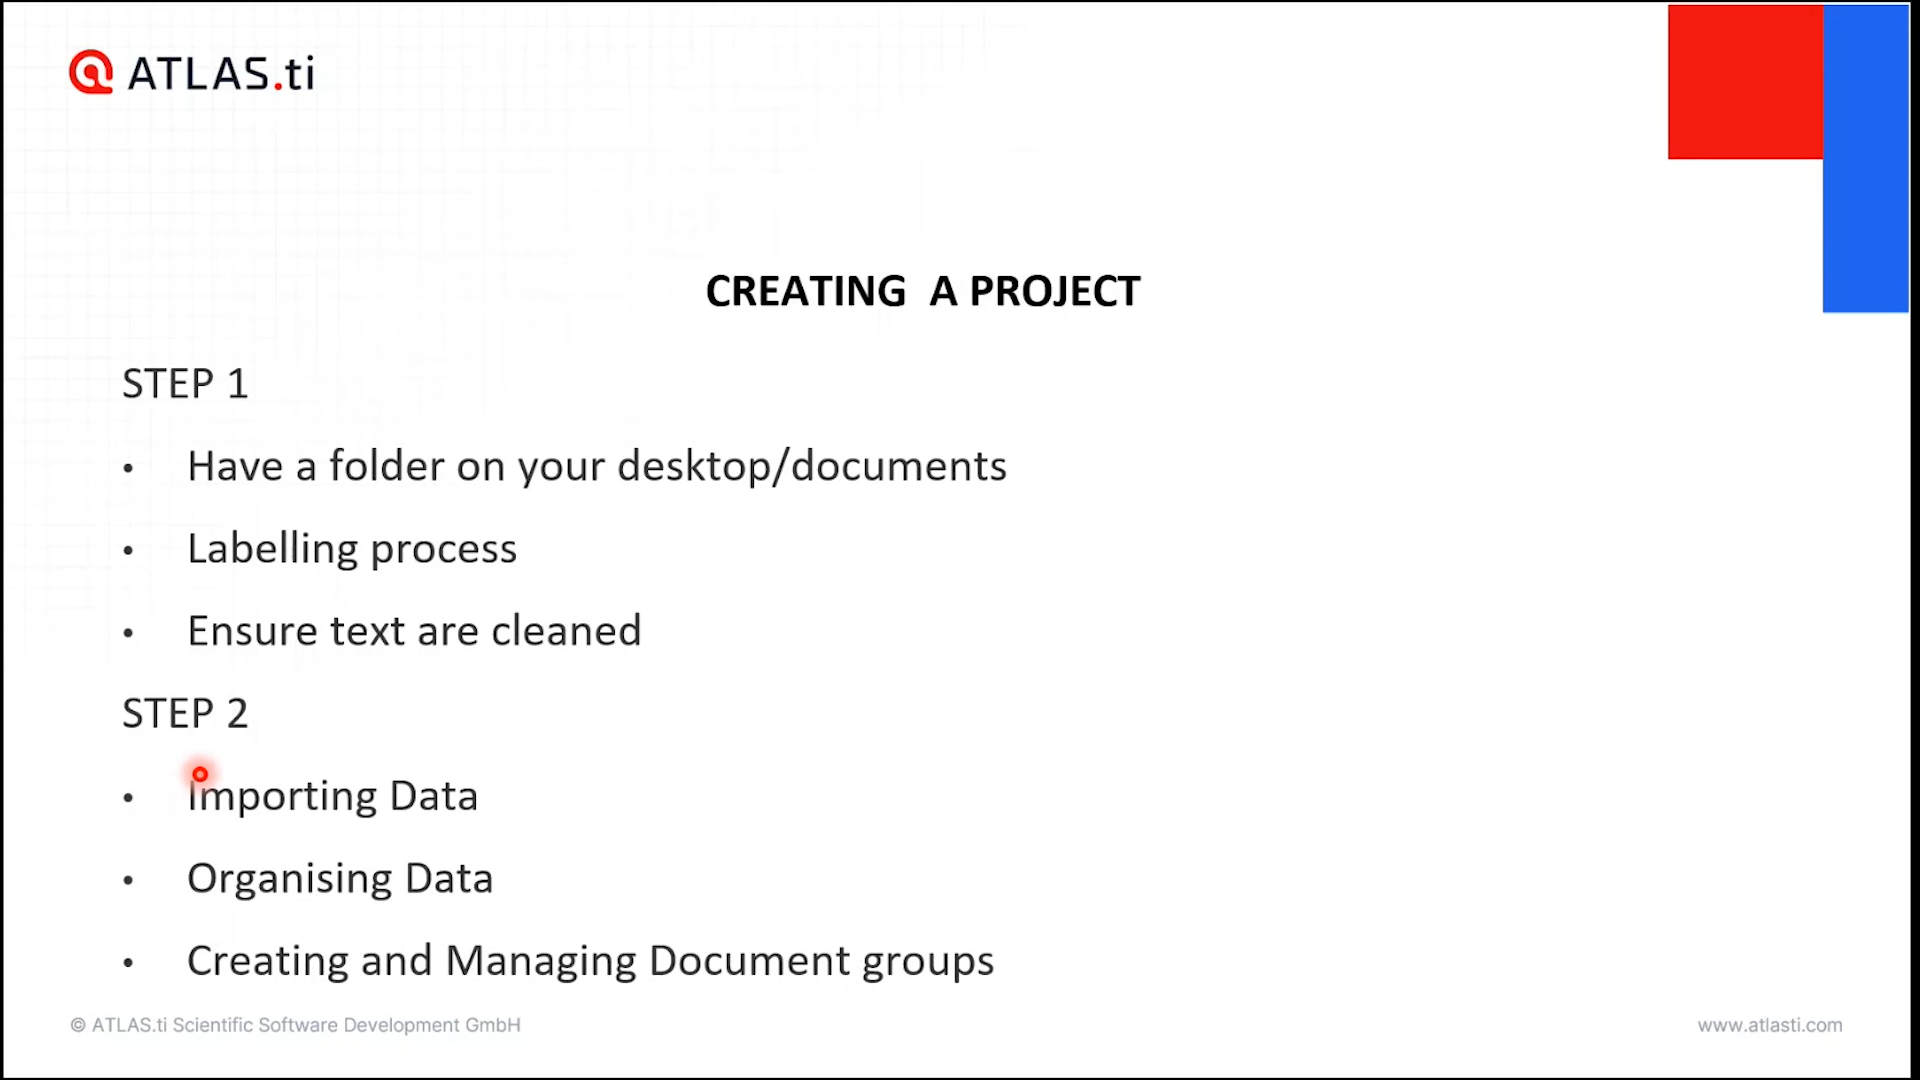 ATLAS.ti
CREATING A PROJECT
STEP 1
• Have a folder on your desktop/documents
• Labelling process
• Ensure text are cleaned
STEP 2
• Importing Data
• Organising Data
• Creating and Managing Document groups
© ATLAS.ti Scientific Software Development GmbH
www.atlasti.com